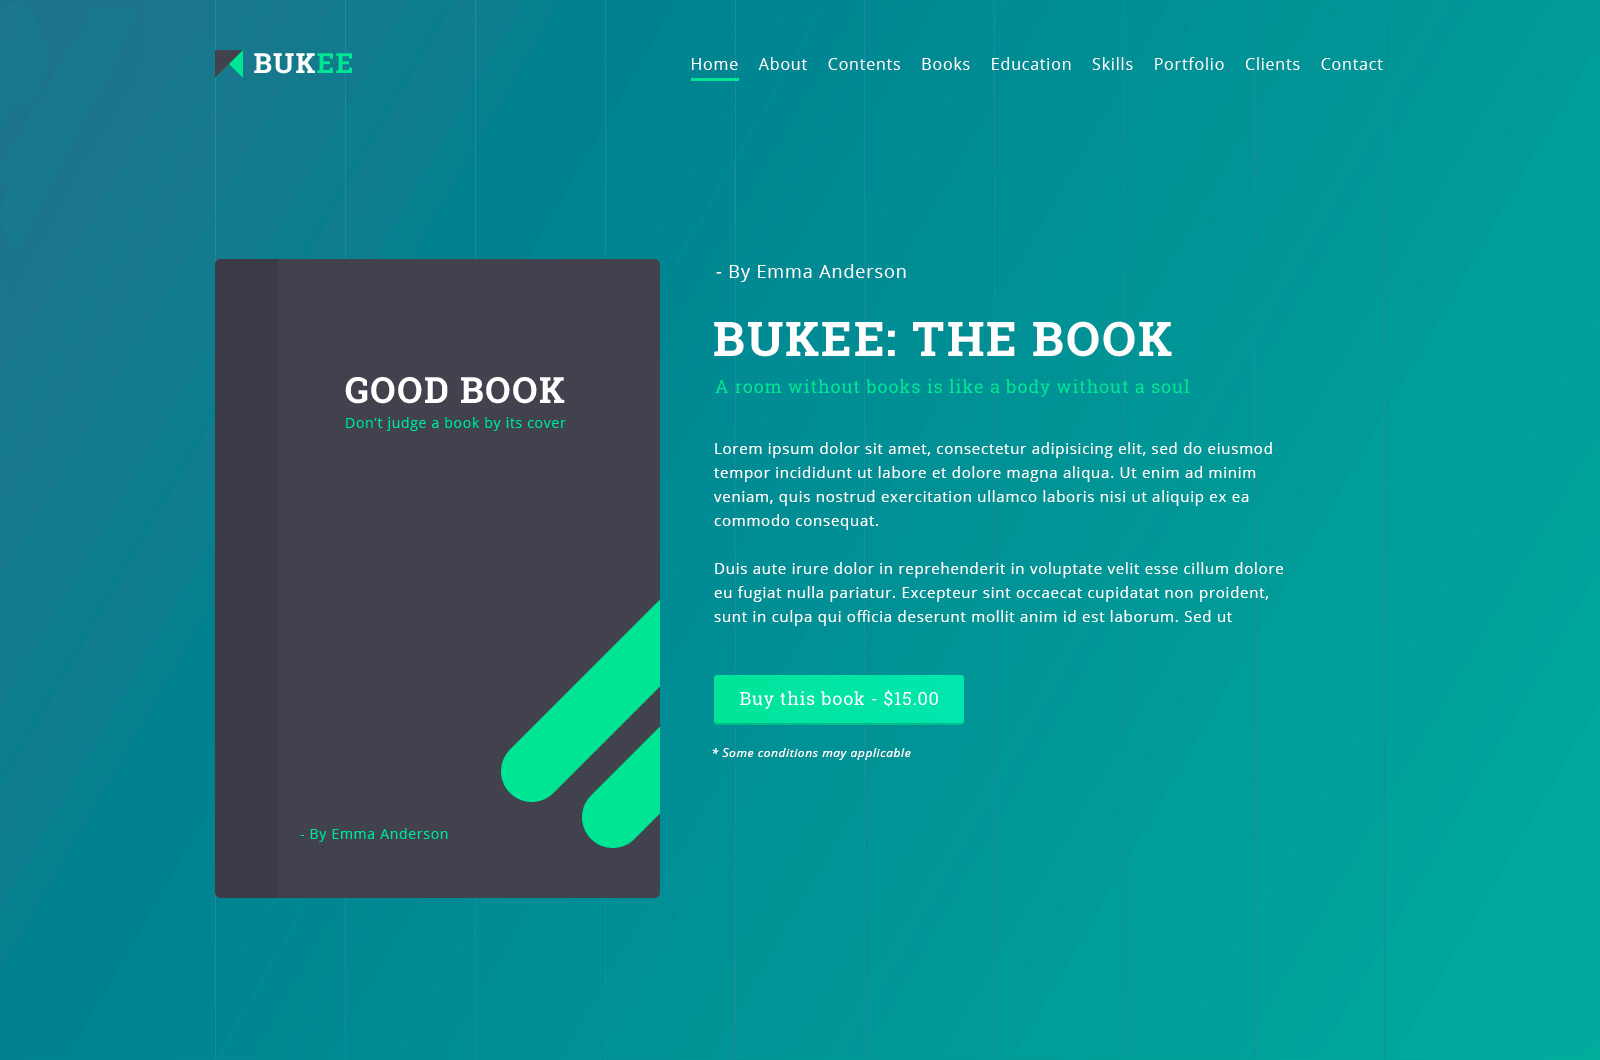 BUKEE
Home About Contents Books Education Skills Portfolio Clients Contact
GOOD BOOK
Don’t judge a book by its cover
- By Emma Anderson
- By Emma Anderson
BUKEE: THE BOOK
A room without books is like a body without a soul
Lorem ipsum dolor sit amet, consectetur adipisicing elit, sed do eiusmod
tempor incididunt ut labore et dolore magna aliqua. Ut enim ad minim
veniam, quis nostrud exercitation ullamco laboris nisi ut aliquip ex ea
commodo consequat.
Duis aute irure dolor in reprehenderit in voluptate velit esse cillum dolore
eu fugiat nulla pariatur. Excepteur sint occaecat cupidatat non proident,
sunt in culpa qui officia deserunt mollit anim id est laborum. Sed ut
Buy this book - $15.00
* Some conditions may applicable